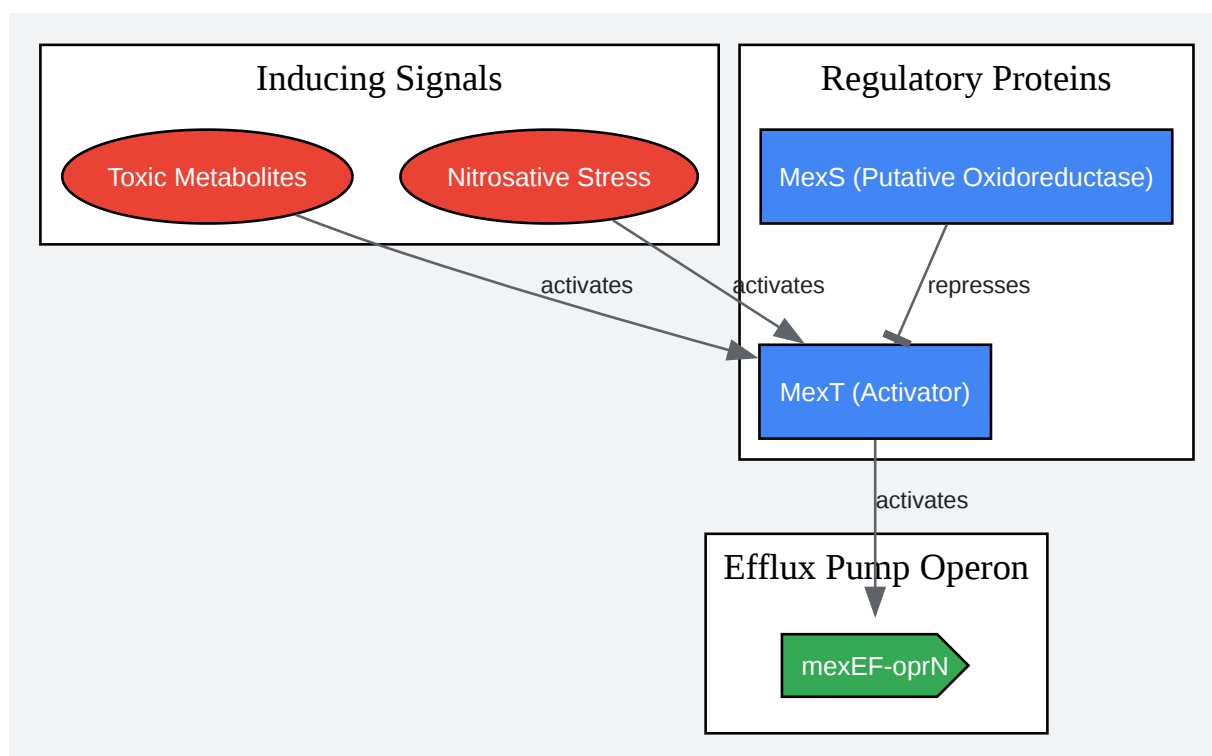 Inducing Signals
Regulatory Proteins
Toxic Metabolites
Nitrosative Stress
MexS (Putative Oxidoreductase)
activates
activates
represses
MexT (Activator)
activates
Efflux Pump Operon
mexEF-oprN